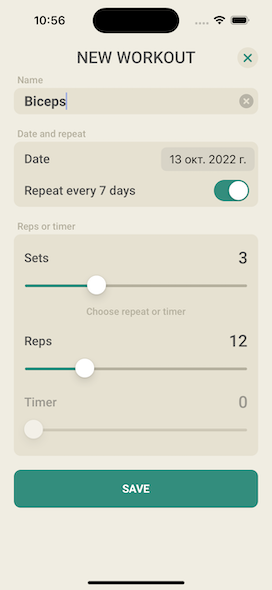 10:56
NEW WORKOUT
Name
Biceps
Date and repeat
Date 13 окт. 2022 г.
Repeat every 7 days
Reps or timer
Sets 3
Choose repeat or timer
Reps 12
Timer 0
SAVE